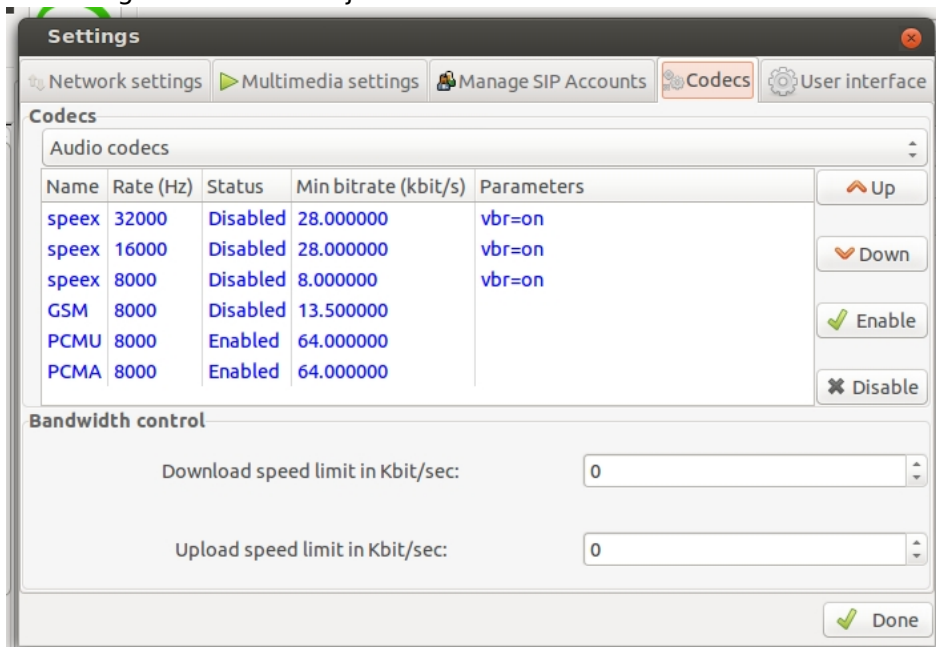 Settings
Network settings Multimedia settings Manage SIP Accounts Codecs User interface
Codecs
Audio codecs
Name Rate (Hz) Status Min bitrate (kbit/s) Parameters
Up
speex 32000 Disabled 28.000000 vbr=on
speex 16000 Disabled 28.000000 vbr=on
Down
speex 8000 Disabled 8.000000 vbr=on
GSM 8000 Disabled 13.500000
Enable
PCMU 8000 Enabled 64.000000
PCMA 8000 Enabled 64.000000
Disable
Bandwidth control
Download speed limit in Kbit/sec: 0
Upload speed limit in Kbit/sec: 0
Done